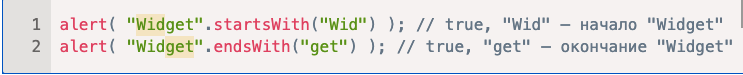 1 alert( "Widget".startsWith("Wid") ); // true, "Wid" — начало "Widget"
2 alert( "Widget".endsWith("get") ); // true, "get" — окончание "Widget"